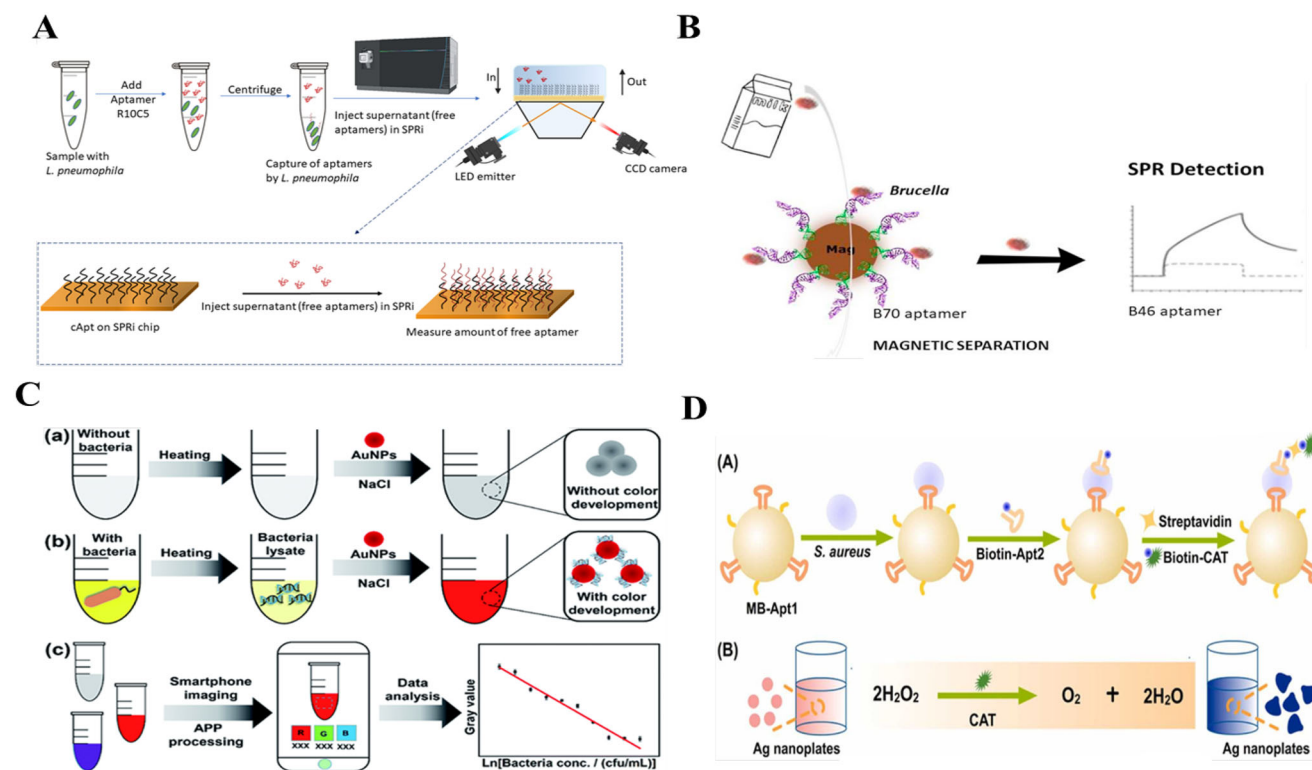 A
Add
Aptamer
R10C5
Centrifuge
Inject supernatant (free
aptamers) in SPRi
In
Out
LED emitter
CCD camera
Sample with
L. pneumophila
Capture of aptamers
by L. pneumophila
cApt on SPRi chip
Inject supernatant (free aptamers) in SPRi
Measure amount of free aptamer
B
Brucella
Mag
B70 aptamer
MAGNETIC SEPARATION
SPR Detection
B46 aptamer
C
(a)
Without
bacteria
Heating
AuNPs
NaCl
Without color
development
(b)
With
bacteria
Heating
Bacteria
lysate
AuNPs
NaCl
With color
development
(c)
Smartphone
imaging
APP
processing
R G B
XXX XXX XXX
Data
analysis
Gray value
Ln[Bacteria conc. / (cfu/mL)]
D
(A)
MB-Apt1
S. aureus
Biotin-Apt2
Streptavidin
Biotin-CAT
(B)
Ag nanoplates
2H₂O₂
CAT
O₂ + 2H₂O
Ag nanoplates